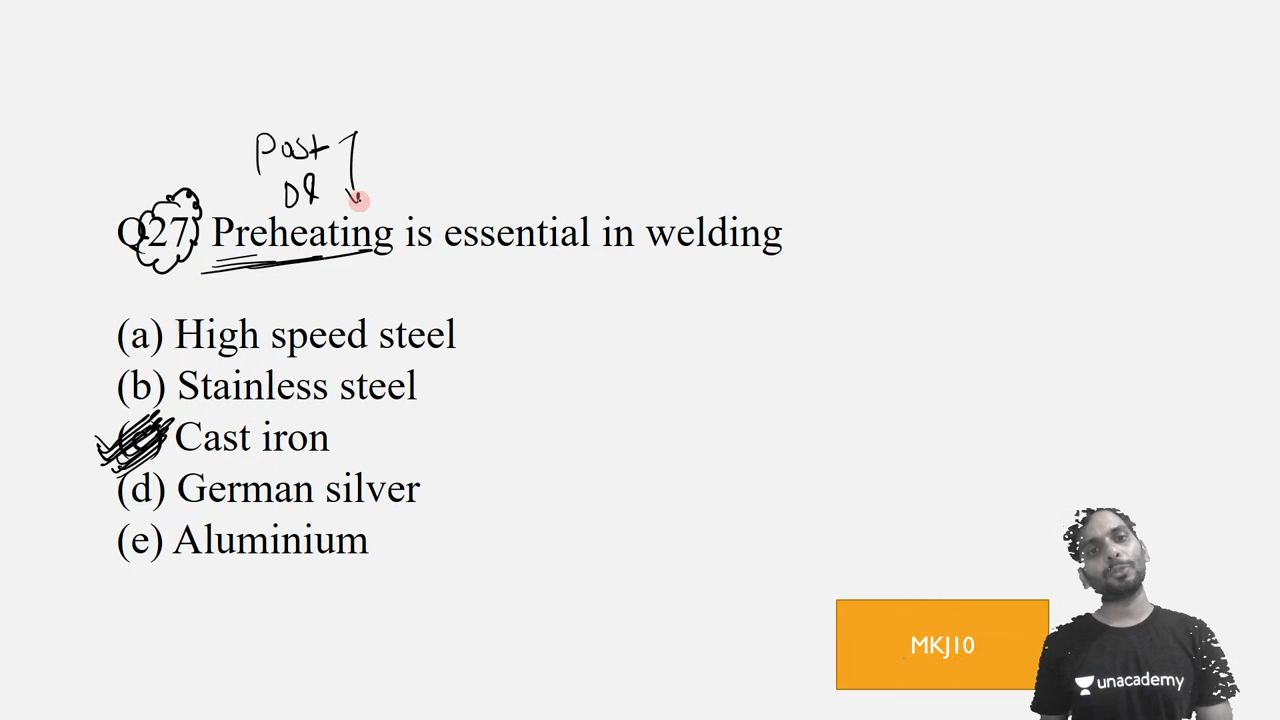 Post
OR
Q27. Preheating is essential in welding
(a) High speed steel
(b) Stainless steel
(c) Cast iron
(d) German silver
(e) Aluminium
MKJ10
unacademy